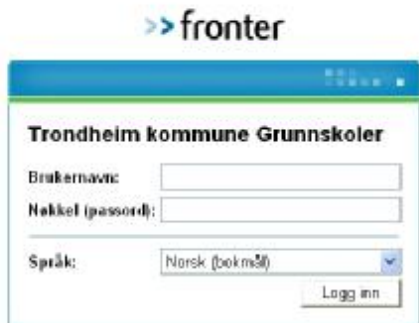 >> fronter
Trondheim kommune Grunnskoler
Brukernavn:
Nøkkel (passord):
Språk: Norsk (bokmål)
Logg inn